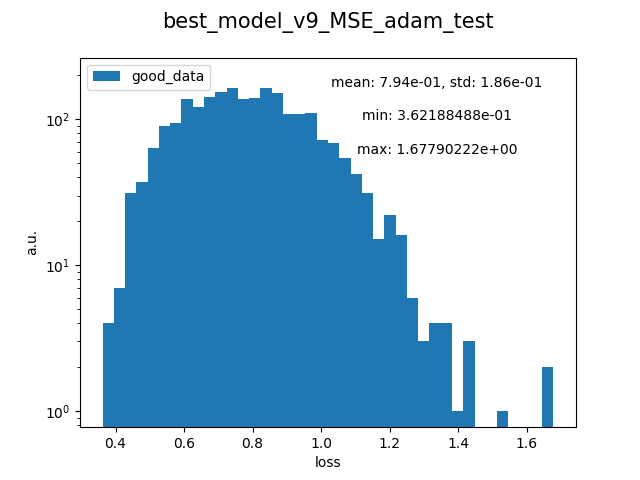 best_model_v9_MSE_adam_test
good_data
mean: 7.94e-01, std: 1.86e-01
min: 3.62188488e-01
max: 1.67790222e+00
a.u.
10²
10¹
10⁰
0.4 0.6 0.8 1.0 1.2 1.4 1.6
loss